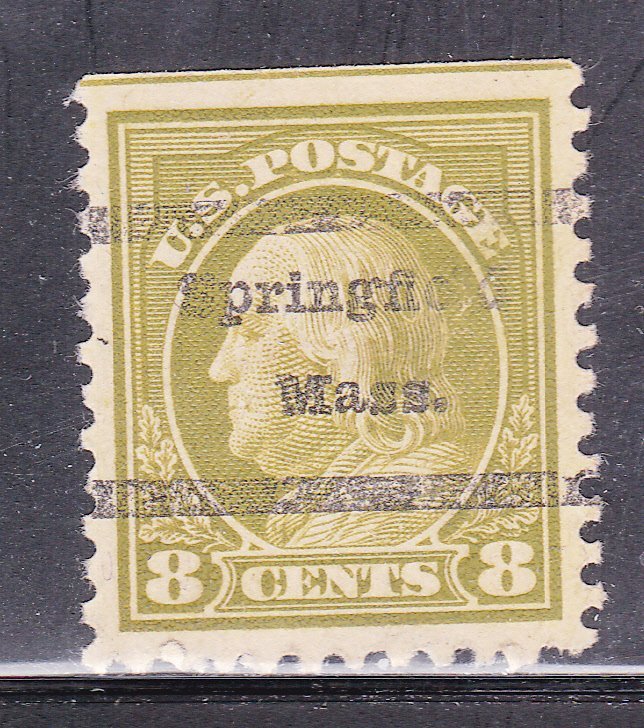 U.S. POSTAGE
Springfield
Mass.
8 CENTS 8